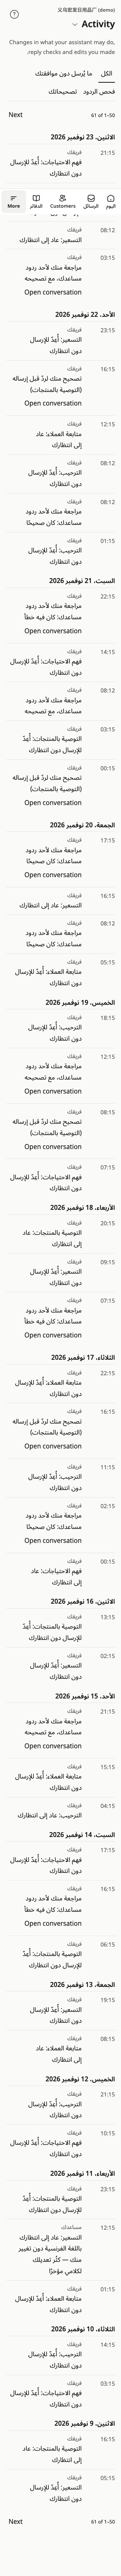 义乌宏富日用品厂 (demo)
Activity
Changes in what your assistant may do,
reply checks and edits you made.
الكل
ما يُرسل دون موافقتك
فحص الردود
تصحيحاتك
Next
61 of 1–50
الاثنين، 23 نوفمبر 2026
21:15
فريقك
فهم الاحتياجات: أُعدّ للإرسال
دون انتظارك
More
الدفاتر
Customers
الرسائل
اليوم
08:12
فريقك
التسعير: عاد إلى انتظارك
03:15
فريقك
مراجعة منك لأحد ردود
مساعدك، مع تصحيحه
Open conversation
الأحد، 22 نوفمبر 2026
23:15
فريقك
التسعير: أُعدّ للإرسال
دون انتظارك
16:15
فريقك
تصحيح منك لردّ قبل إرساله
(التوصية بالمنتجات)
Open conversation
12:15
فريقك
متابعة العملاء: عاد
إلى انتظارك
08:12
فريقك
الترحيب: أُعدّ للإرسال
دون انتظارك
08:12
فريقك
مراجعة منك لأحد ردود
مساعدك: كان صحيحًا
01:15
فريقك
الترحيب: أُعدّ للإرسال
دون انتظارك
السبت، 21 نوفمبر 2026
22:15
فريقك
مراجعة منك لأحد ردود
مساعدك: كان فيه خطأ
Open conversation
14:15
فريقك
فهم الاحتياجات: أُعدّ للإرسال
دون انتظارك
08:12
فريقك
مراجعة منك لأحد ردود
مساعدك، مع تصحيحه
03:15
فريقك
التوصية بالمنتجات: أُعدّ
للإرسال دون انتظارك
00:15
فريقك
تصحيح منك لردّ قبل إرساله
(التوصية بالمنتجات)
Open conversation
الجمعة، 20 نوفمبر 2026
17:15
فريقك
مراجعة منك لأحد ردود
مساعدك: كان صحيحًا
Open conversation
16:15
فريقك
التسعير: عاد إلى انتظارك
08:12
فريقك
مراجعة منك لأحد ردود
مساعدك: كان صحيحًا
05:15
فريقك
متابعة العملاء: أُعدّ للإرسال
دون انتظارك
الخميس، 19 نوفمبر 2026
18:15
فريقك
الترحيب: أُعدّ للإرسال
دون انتظارك
12:15
فريقك
مراجعة منك لأحد ردود
مساعدك، مع تصحيحه
Open conversation
08:15
فريقك
تصحيح منك لردّ قبل إرساله
(التوصية بالمنتجات)
Open conversation
07:15
فريقك
فهم الاحتياجات: أُعدّ للإرسال
دون انتظارك
الأربعاء، 18 نوفمبر 2026
20:15
فريقك
التوصية بالمنتجات: عاد
إلى انتظارك
09:15
فريقك
التسعير: أُعدّ للإرسال
دون انتظارك
07:15
فريقك
مراجعة منك لأحد ردود
مساعدك: كان فيه خطأ
Open conversation
الثلاثاء، 17 نوفمبر 2026
22:15
فريقك
متابعة العملاء: أُعدّ للإرسال
دون انتظارك
16:15
فريقك
تصحيح منك لردّ قبل إرساله
(التوصية بالمنتجات)
Open conversation
11:15
فريقك
الترحيب: أُعدّ للإرسال
دون انتظارك
02:15
فريقك
مراجعة منك لأحد ردود
مساعدك: كان صحيحًا
Open conversation
00:15
فريقك
فهم الاحتياجات: عاد
إلى انتظارك
الاثنين، 16 نوفمبر 2026
13:15
فريقك
التوصية بالمنتجات: أُعدّ
للإرسال دون انتظارك
02:15
فريقك
التسعير: أُعدّ للإرسال
دون انتظارك
الأحد، 15 نوفمبر 2026
21:15
فريقك
مراجعة منك لأحد ردود
مساعدك، مع تصحيحه
Open conversation
15:15
فريقك
متابعة العملاء: أُعدّ للإرسال
دون انتظارك
04:15
فريقك
الترحيب: عاد إلى انتظارك
السبت، 14 نوفمبر 2026
17:15
فريقك
فهم الاحتياجات: أُعدّ للإرسال
دون انتظارك
16:15
فريقك
مراجعة منك لأحد ردود
مساعدك: كان فيه خطأ
Open conversation
06:15
فريقك
التوصية بالمنتجات: أُعدّ
للإرسال دون انتظارك
الجمعة، 13 نوفمبر 2026
19:15
فريقك
التسعير: أُعدّ للإرسال
دون انتظارك
08:15
فريقك
متابعة العملاء: عاد
إلى انتظارك
الخميس، 12 نوفمبر 2026
21:15
فريقك
الترحيب: أُعدّ للإرسال
دون انتظارك
10:15
فريقك
فهم الاحتياجات: أُعدّ للإرسال
دون انتظارك
الأربعاء، 11 نوفمبر 2026
23:15
فريقك
التوصية بالمنتجات: أُعدّ
للإرسال دون انتظارك
12:15
مساعدك
التسعير: عاد إلى انتظارك
باللغة الفرنسية دون تغيير
منك — كثُر تعديلك
لكلامي مؤخرًا
01:15
فريقك
متابعة العملاء: أُعدّ للإرسال
دون انتظارك
الثلاثاء، 10 نوفمبر 2026
14:15
فريقك
الترحيب: أُعدّ للإرسال
دون انتظارك
03:15
فريقك
فهم الاحتياجات: أُعدّ للإرسال
دون انتظارك
الاثنين، 9 نوفمبر 2026
16:15
فريقك
التوصية بالمنتجات: عاد
إلى انتظارك
05:15
فريقك
التسعير: أُعدّ للإرسال
دون انتظارك
Next
61 of 1–50